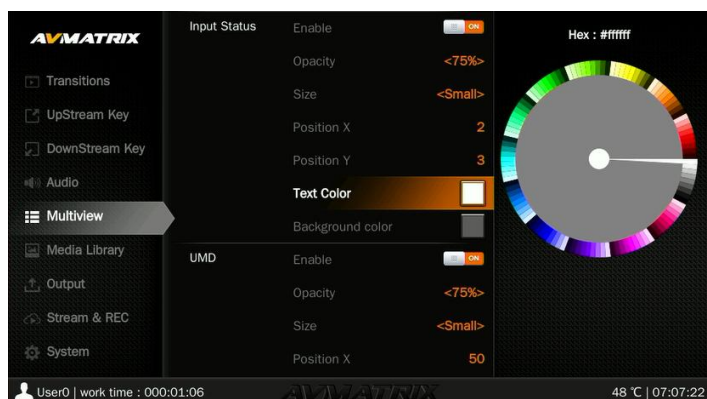 AVMATRIX
Transitions
UpStream Key
DownStream Key
Audio
Multiview
Media Library
Output
Stream & REC
System
Input Status
Enable ON
Opacity <75%>
Size <Small>
Position X 2
Position Y 3
Text Color
Background color
UMD
Enable ON
Opacity <75%>
Size <Small>
Position X 50
Hex : #ffffff
User0 | work time : 000:01:06
AVMATRIX
48 ℃ | 07:07:22